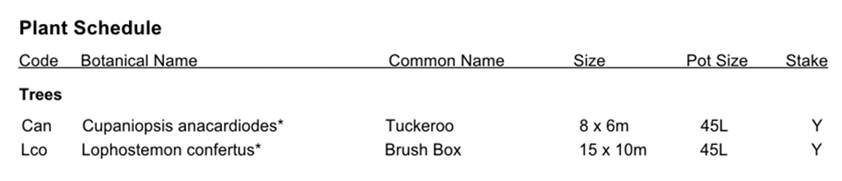 Plant Schedule
Code Botanical Name Common Name Size Pot Size Stake
Trees
Can Cupaniopsis anacardiodes* Tuckeroo 8 x 6m 45L Y
Lco Lophostemon confertus* Brush Box 15 x 10m 45L Y